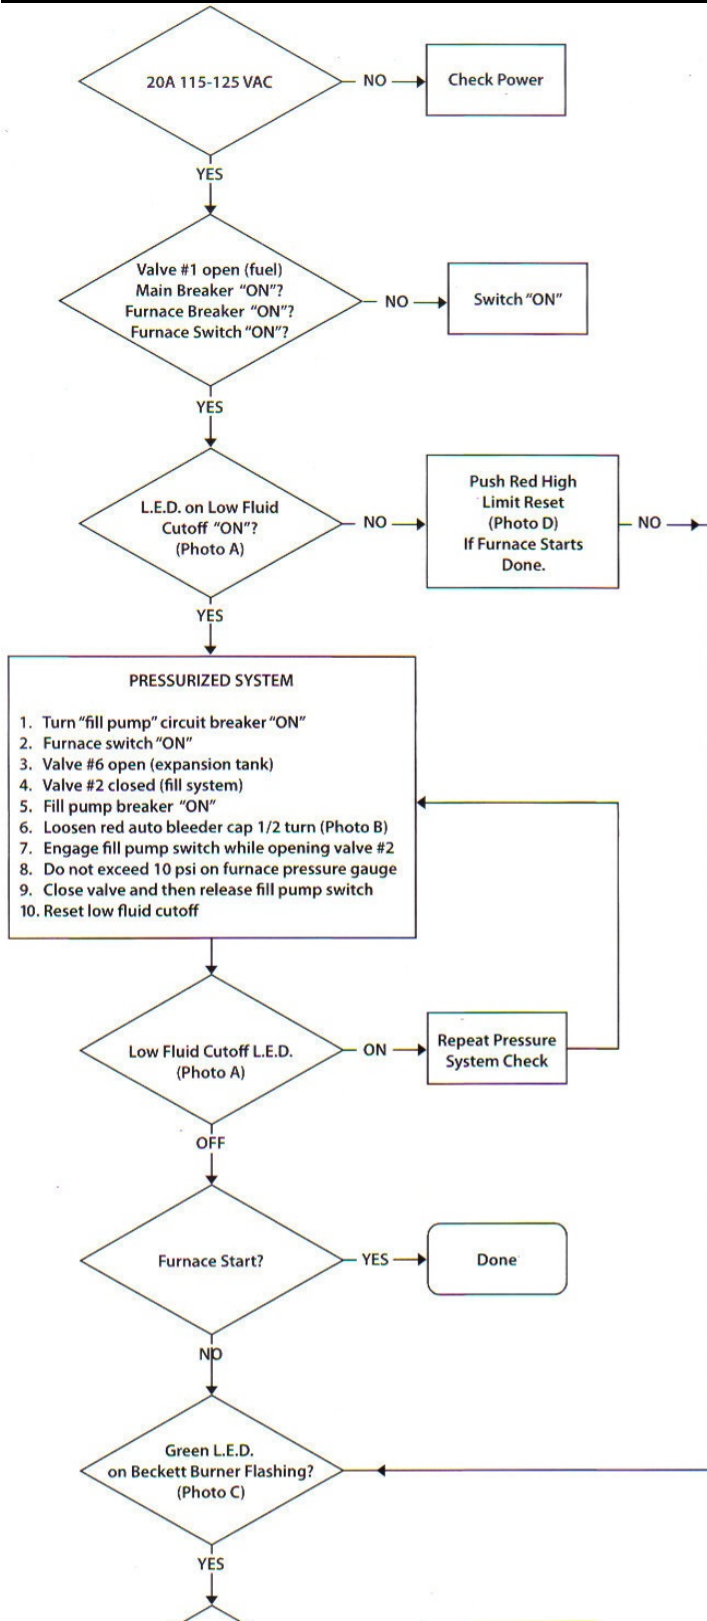 20A 115-125 VAC
NO
Check Power
YES
Valve #1 open (fuel)
Main Breaker "ON"?
Furnace Breaker "ON"?
Furnace Switch "ON"?
NO
Switch "ON"
YES
L.E.D. on Low Fluid
Cutoff "ON"?
(Photo A)
NO
Push Red High
Limit Reset
(Photo D)
If Furnace Starts
Done.
NO
YES
PRESSURIZED SYSTEM
1. Turn "fill pump" circuit breaker "ON"
2. Furnace switch "ON"
3. Valve #6 open (expansion tank)
4. Valve #2 closed (fill system)
5. Fill pump breaker "ON"
6. Loosen red auto bleeder cap 1/2 turn (Photo B)
7. Engage fill pump switch while opening valve #2
8. Do not exceed 10 psi on furnace pressure gauge
9. Close valve and then release fill pump switch
10. Reset low fluid cutoff
Low Fluid Cutoff L.E.D.
(Photo A)
ON
Repeat Pressure
System Check
OFF
Furnace Start?
YES
Done
NO
Green L.E.D.
on Beckett Burner Flashing?
(Photo C)
YES